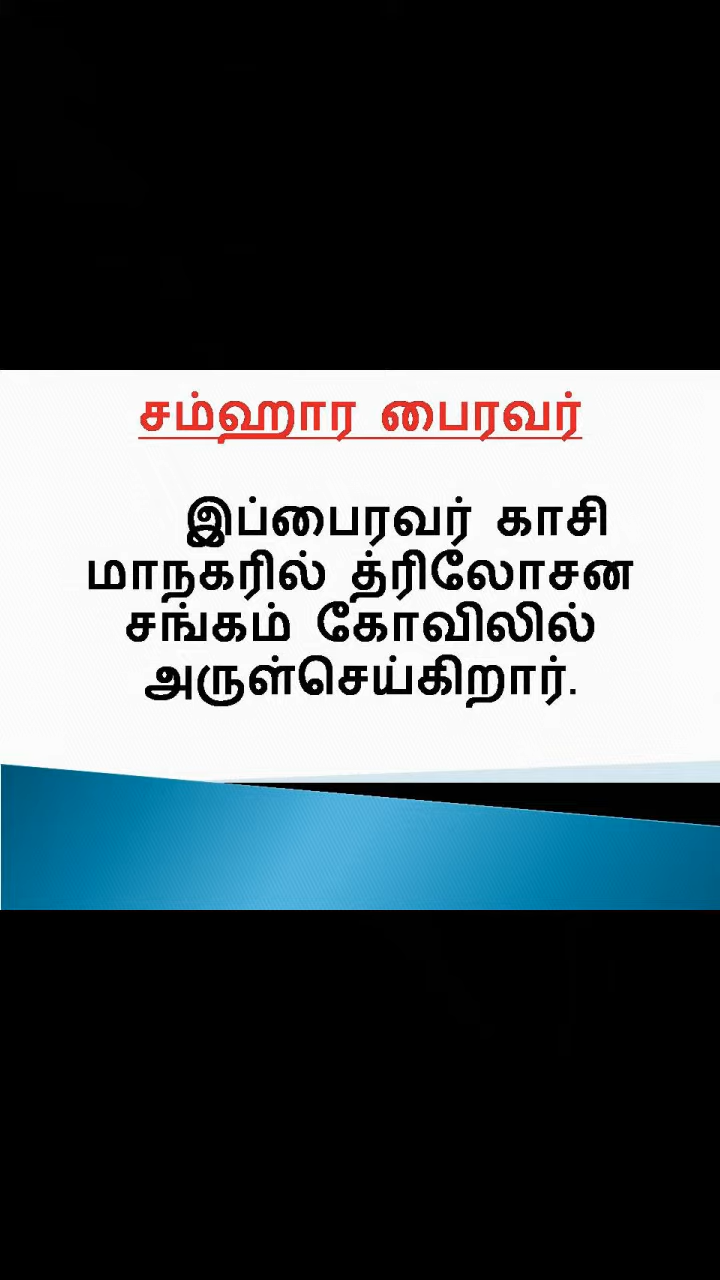 சம்ஹார பைரவர்
இப்பைரவர் காசி
மாநகரில் த்ரிலோசன
சங்கம் கோவிலில்
அருள்செய்கிறார்.